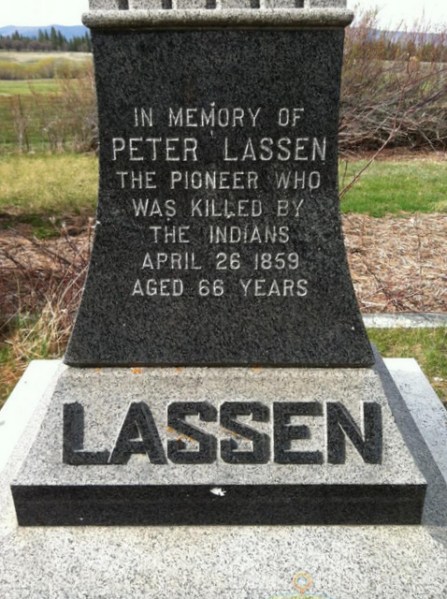 IN MEMORY OF
PETER LASSEN
THE PIONEER WHO
WAS KILLED BY
THE INDIANS
APRIL 26 1859
AGED 66 YEARS
LASSEN